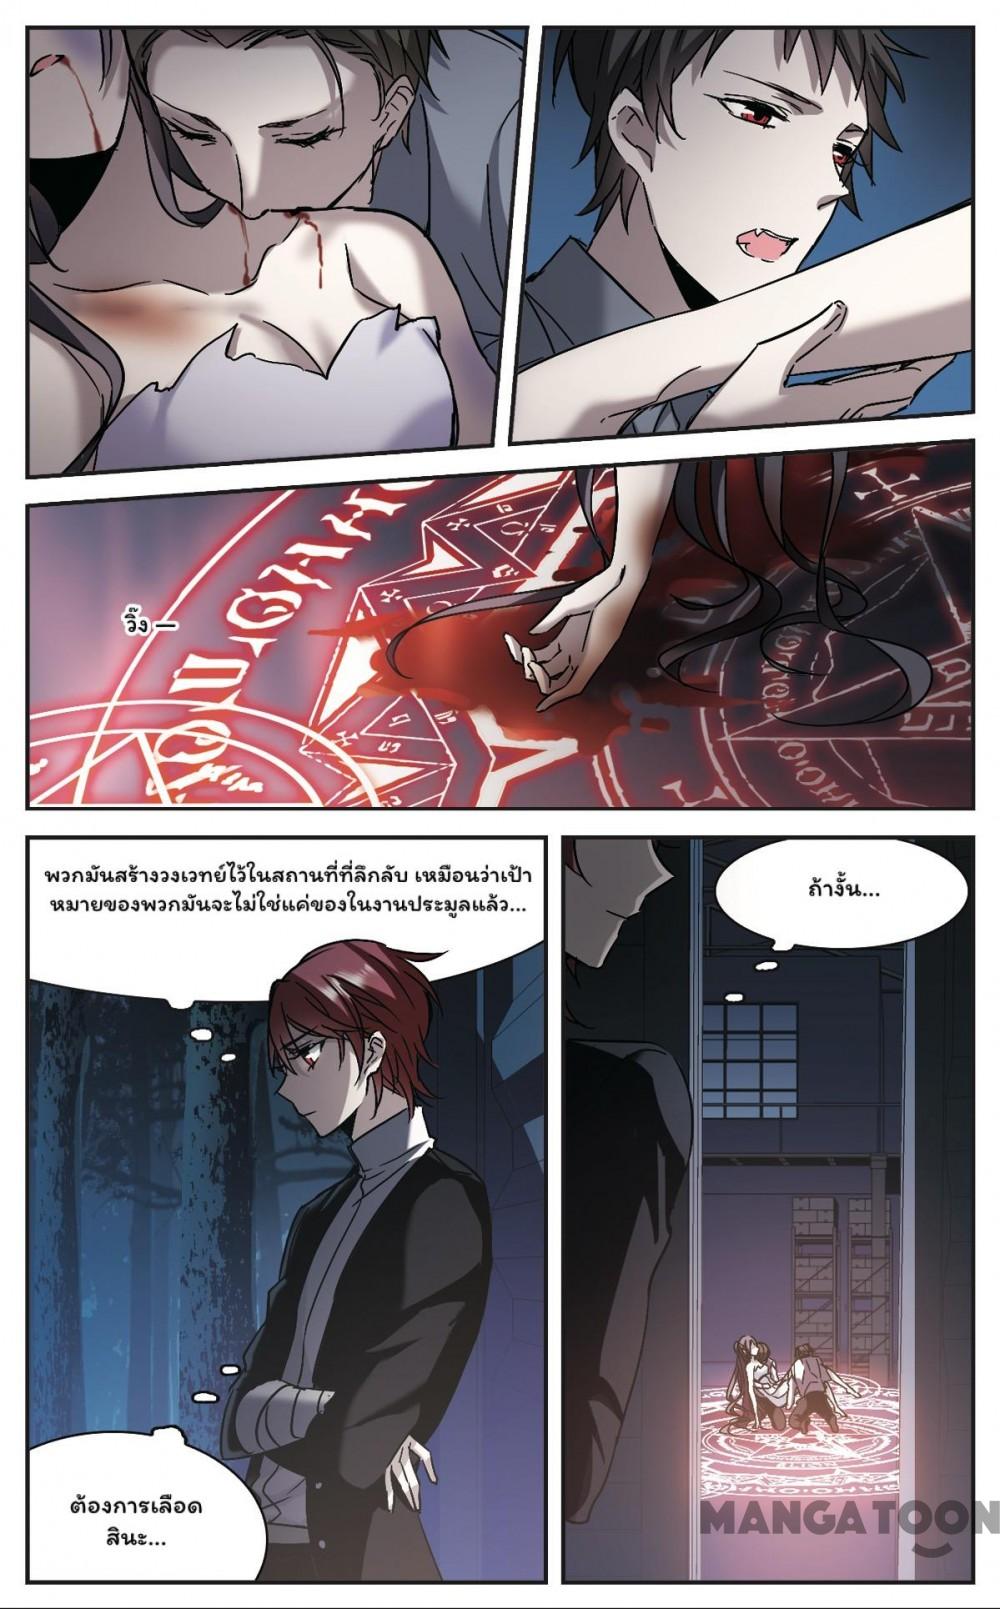 วิ๊ง —
พวกมันสร้างวงเวทย์ไว้ในสถานที่ที่ลึกลับ เหมือนว่าเป้า
หมายของพวกมันจะไม่ใช่แค่ของในงานประมูลแล้ว...
ถ้างั้น...
ต้องการเลือด
สินะ...
MANGATOON